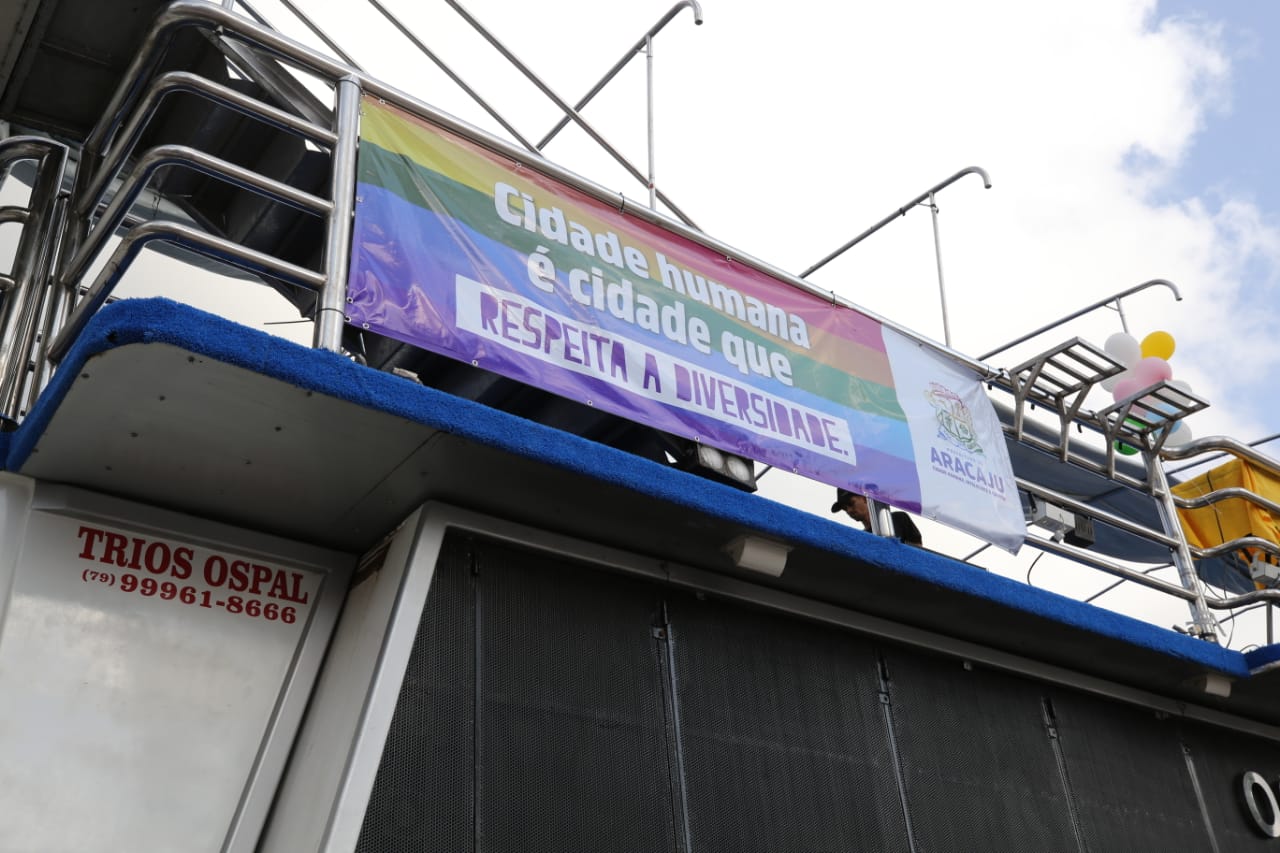 Cidade humana
é cidade que
RESPEITA A DIVERSIDADE.
ARACAJU
TRIOS OSPAL
(79) 99961-8666